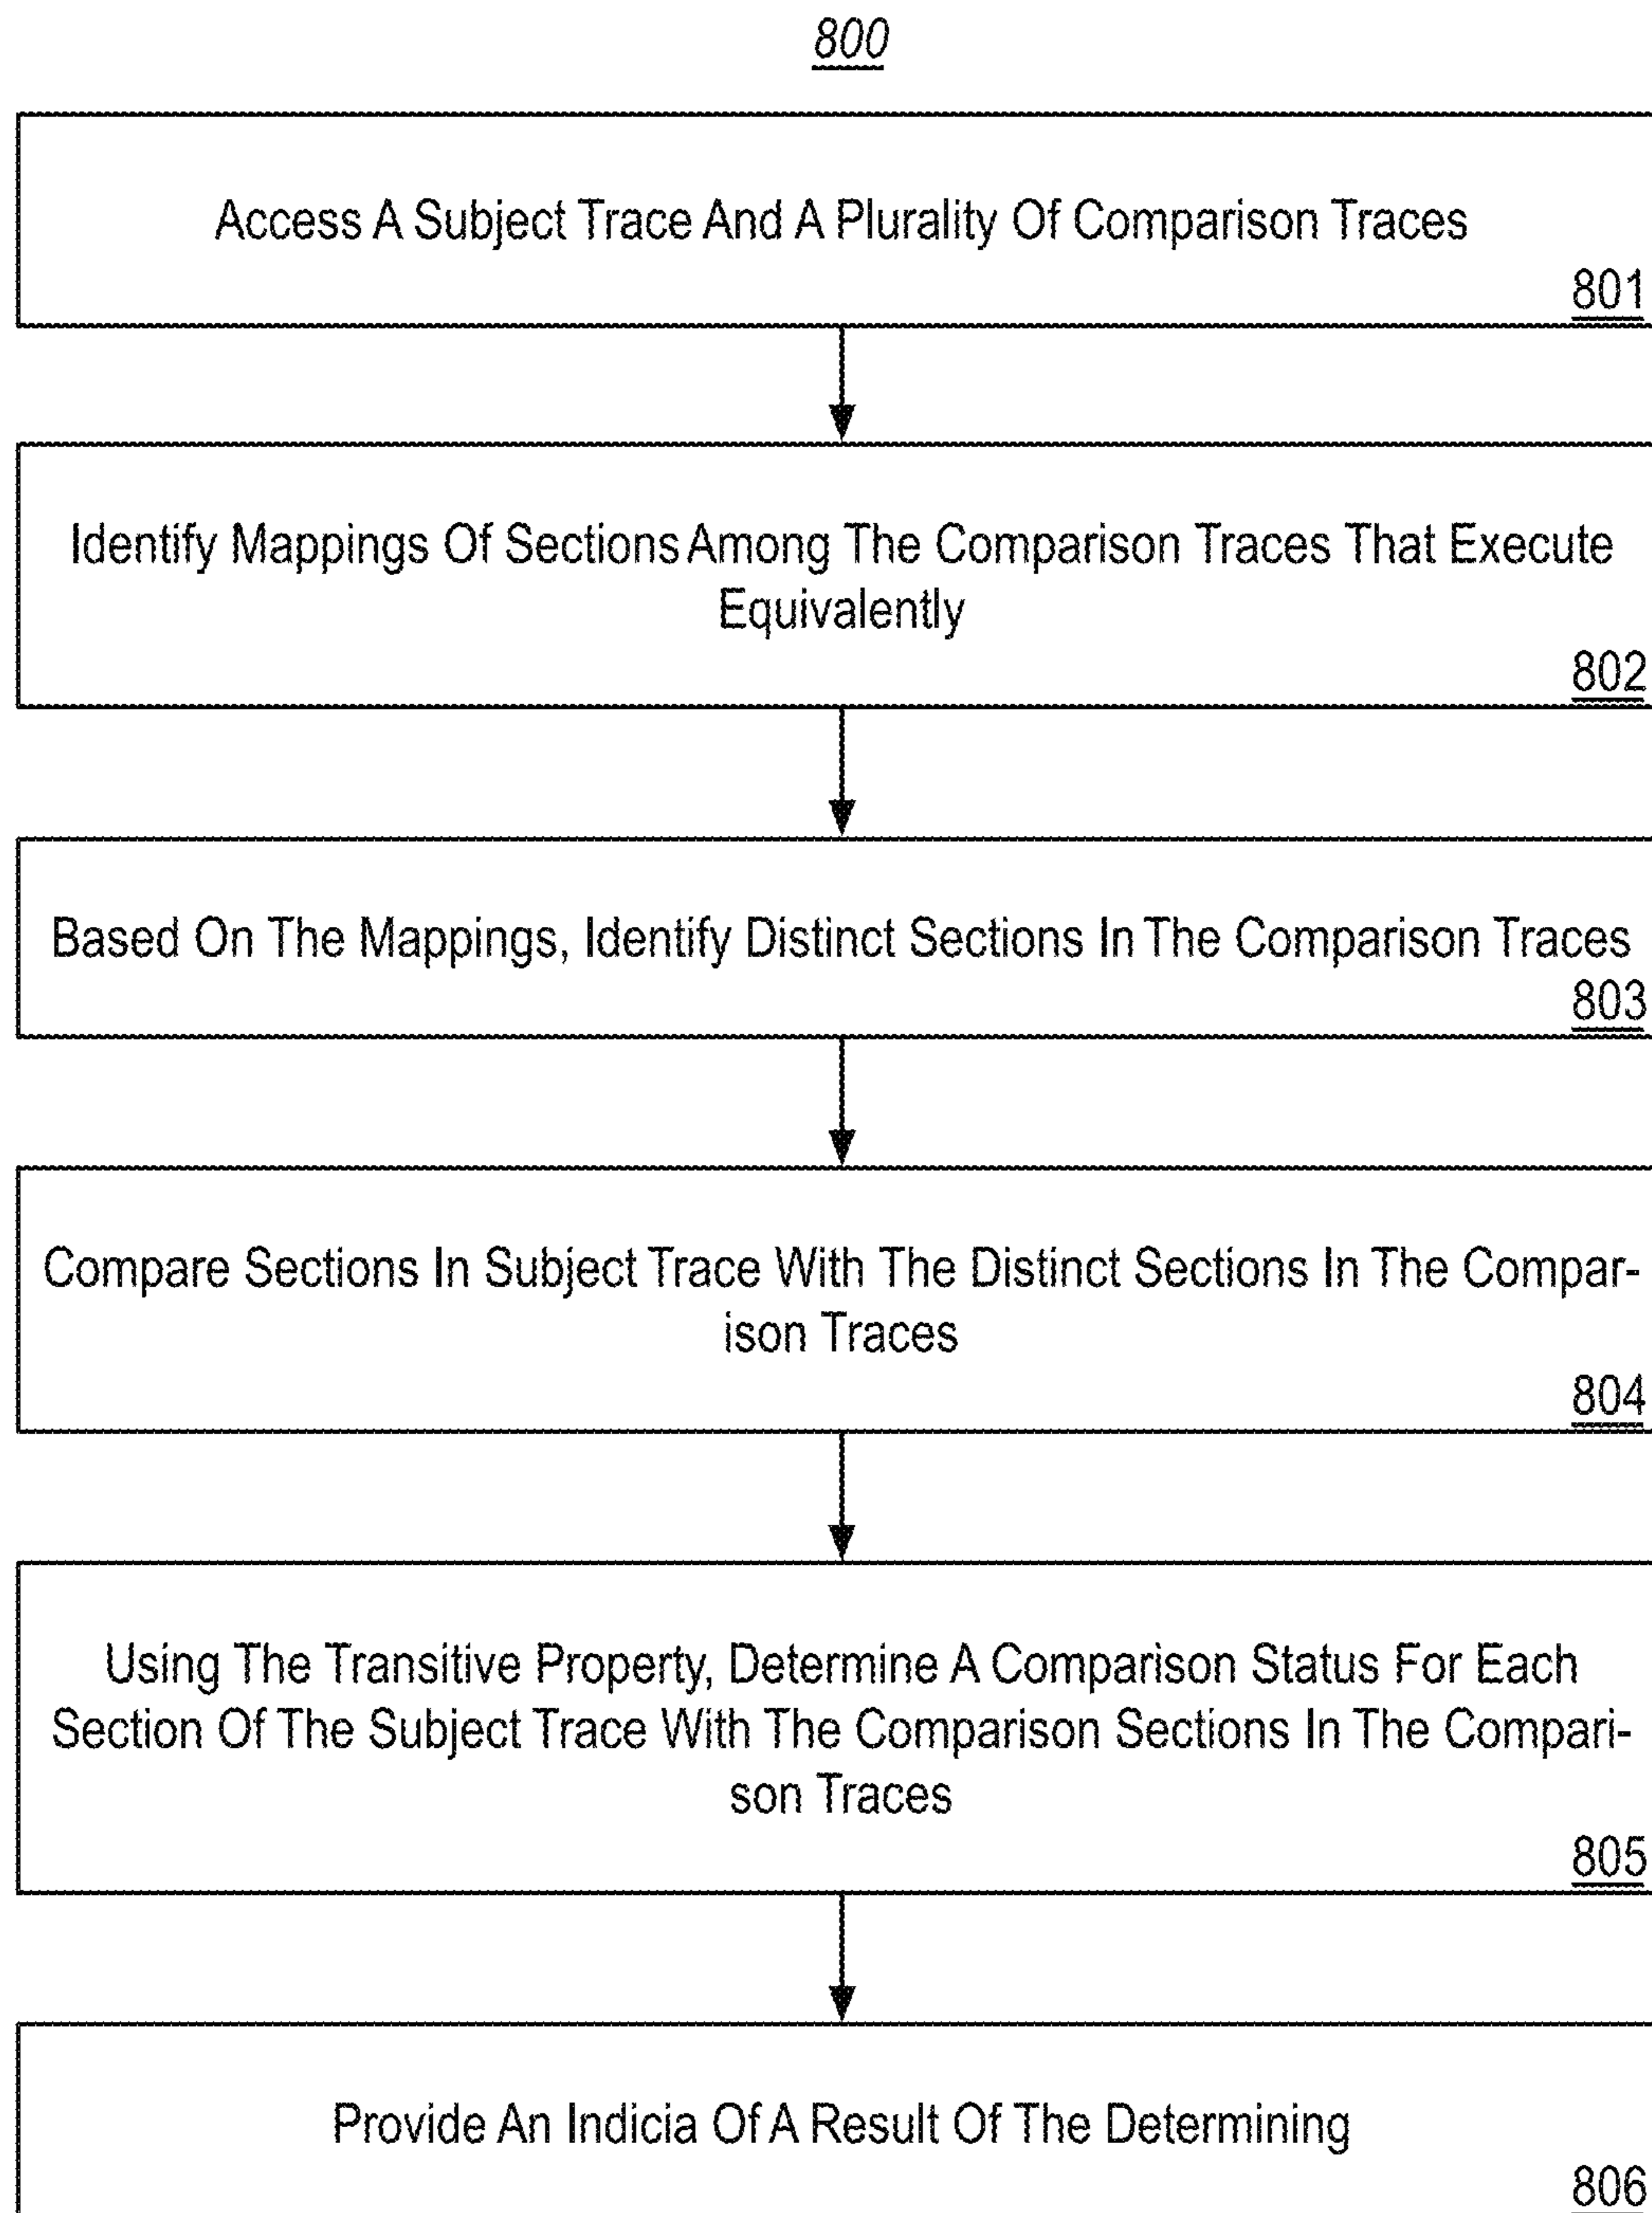 800
Access A Subject Trace And A Plurality Of Comparison Traces
801
Identify Mappings Of Sections Among The Comparison Traces That Execute
Equivalently
802
Based On The Mappings, Identify Distinct Sections In The Comparison Traces
803
Compare Sections In Subject Trace With The Distinct Sections In The Compar-
ison Traces
804
Using The Transitive Property, Determine A Comparison Status For Each
Section Of The Subject Trace With The Comparison Sections In The Compari-
son Traces
805
Provide An Indicia Of A Result Of The Determining
806